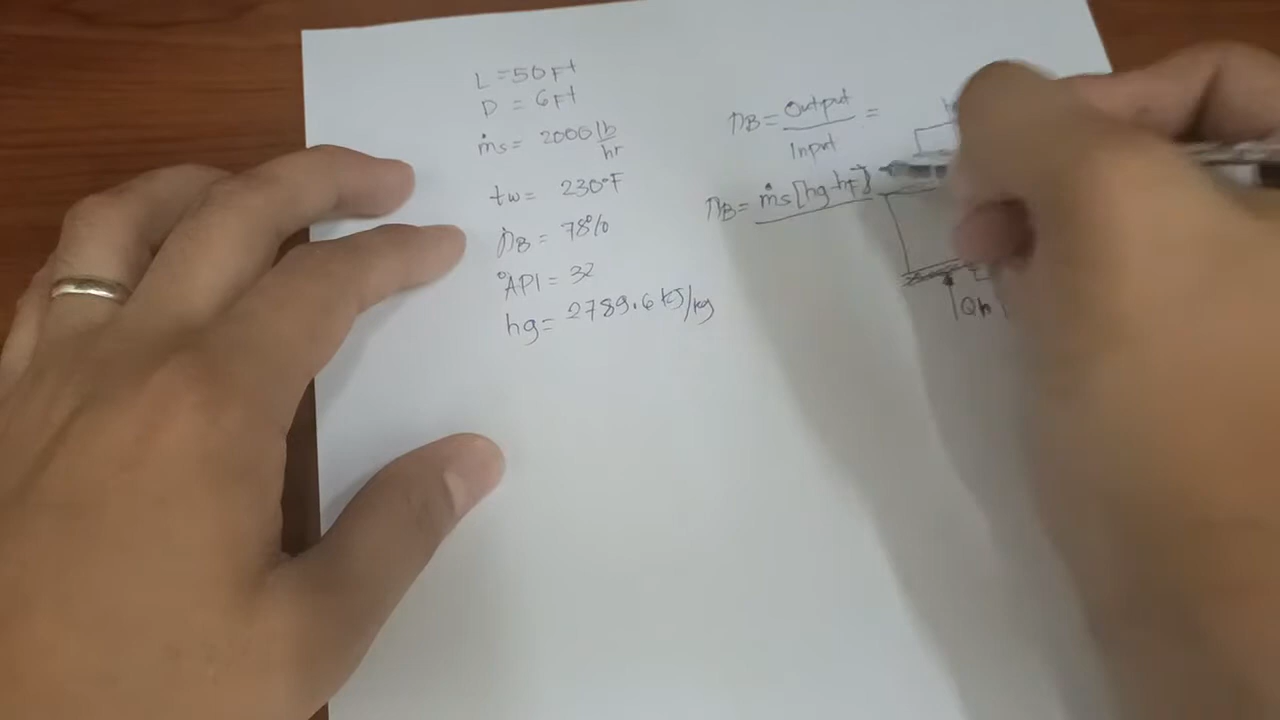 L = 50 Ft
D = 6 Ft
ṁs = 2000 lb/hr
tw = 230°F
ηB = 78%
°API = 32
hg = 2789.6 kJ/kg
ηB = Output/Input =
ηB = ṁs[hg-hF]
Qh